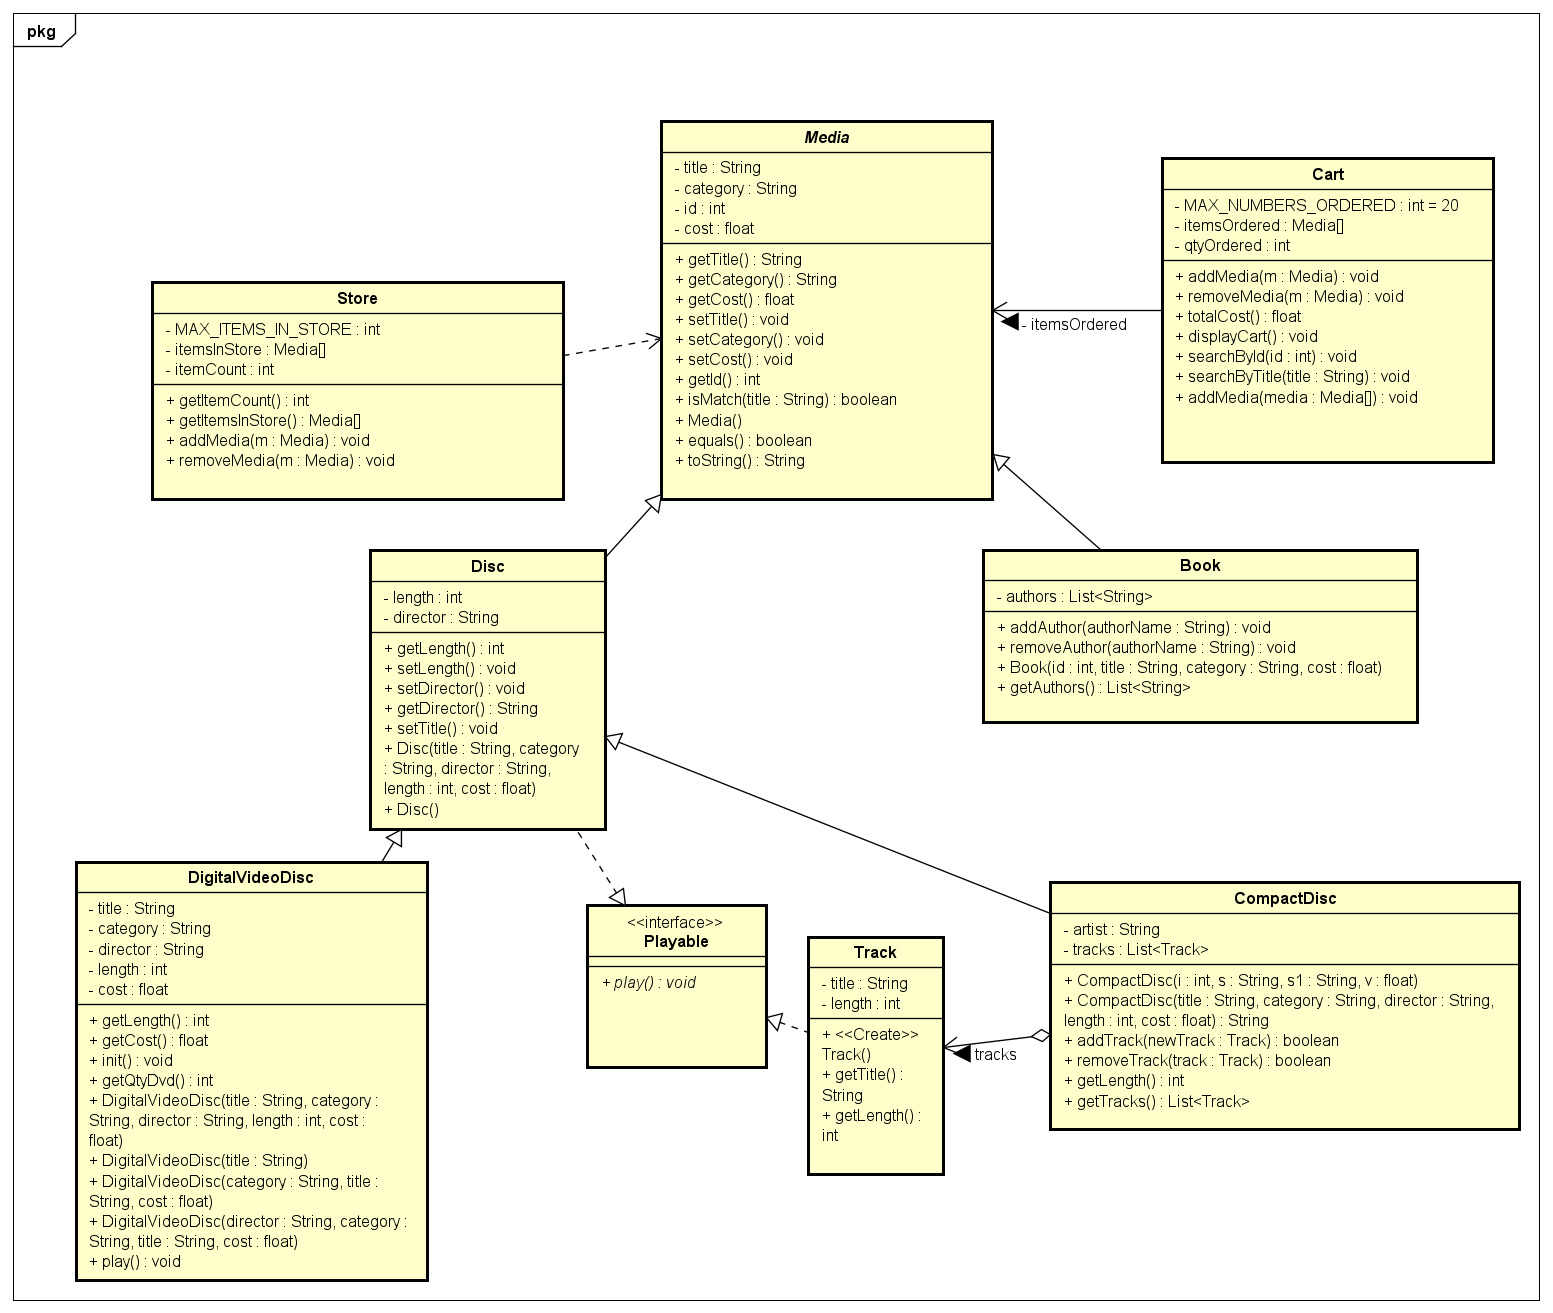 pkg
Media
- title : String
- category : String
- id : int
- cost : float
+ getTitle() : String
+ getCategory() : String
+ getCost() : float
+ setTitle() : void
+ setCategory() : void
+ setCost() : void
+ getId() : int
+ isMatch(title : String) : boolean
+ Media()
+ equals() : boolean
+ toString() : String
Cart
- MAX_NUMBERS_ORDERED : int = 20
- itemsOrdered : Media[]
- qtyOrdered : int
+ addMedia(m : Media) : void
+ removeMedia(m : Media) : void
+ totalCost() : float
+ displayCart() : void
+ searchById(id : int) : void
+ searchByTitle(title : String) : void
+ addMedia(media : Media[]) : void
- itemsOrdered
Store
- MAX_ITEMS_IN_STORE : int
- itemsInStore : Media[]
- itemCount : int
+ getItemCount() : int
+ getItemsInStore() : Media[]
+ addMedia(m : Media) : void
+ removeMedia(m : Media) : void
Disc
- length : int
- director : String
+ getLength() : int
+ setLength() : void
+ setDirector() : void
+ getDirector() : String
+ setTitle() : void
+ Disc(title : String, category
: String, director : String,
length : int, cost : float)
+ Disc()
Book
- authors : List<String>
+ addAuthor(authorName : String) : void
+ removeAuthor(authorName : String) : void
+ Book(id : int, title : String, category : String, cost : float)
+ getAuthors() : List<String>
DigitalVideoDisc
- title : String
- category : String
- director : String
- length : int
- cost : float
+ getLength() : int
+ getCost() : float
+ init() : void
+ getQtyDvd() : int
+ DigitalVideoDisc(title : String, category :
String, director : String, length : int, cost :
float)
+ DigitalVideoDisc(title : String)
+ DigitalVideoDisc(category : String, title :
String, cost : float)
+ DigitalVideoDisc(director : String, category :
String, title : String, cost : float)
+ play() : void
<<interface>>
Playable
+ play() : void
Track
- title : String
- length : int
+ <<Create>>
Track()
+ getTitle() :
String
+ getLength() :
int
tracks
CompactDisc
- artist : String
- tracks : List<Track>
+ CompactDisc(i : int, s : String, s1 : String, v : float)
+ CompactDisc(title : String, category : String, director : String,
length : int, cost : float) : String
+ addTrack(newTrack : Track) : boolean
+ removeTrack(track : Track) : boolean
+ getLength() : int
+ getTracks() : List<Track>